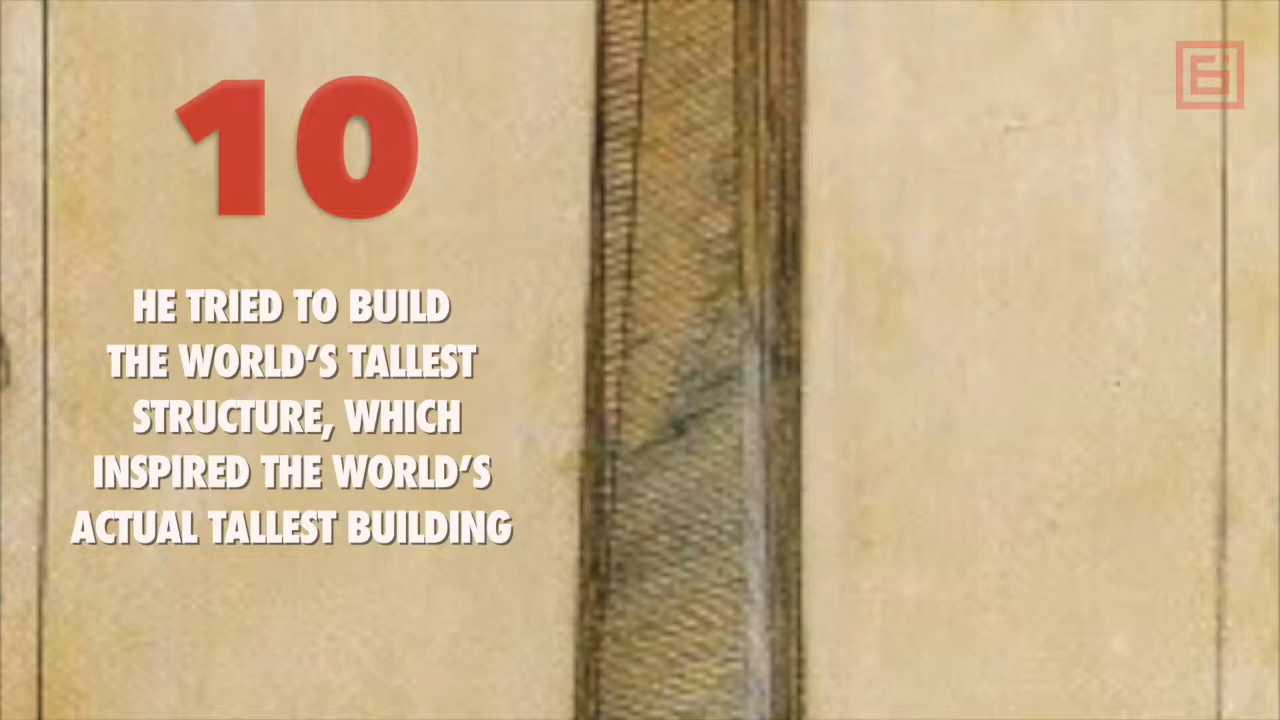 10
HE TRIED TO BUILD
THE WORLD'S TALLEST
STRUCTURE, WHICH
INSPIRED THE WORLD'S
ACTUAL TALLEST BUILDING